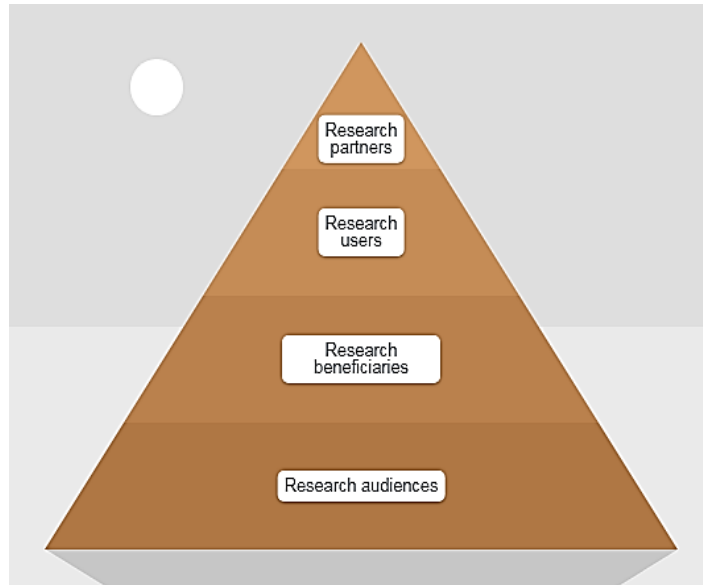 Research
partners
Research
users
Research
beneficiaries
Research audiences